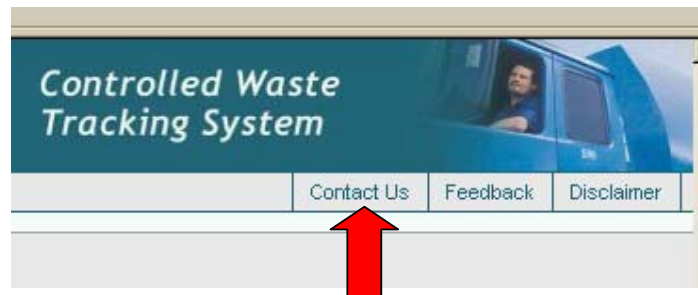 Controlled Waste
Tracking System
Contact Us Feedback Disclaimer